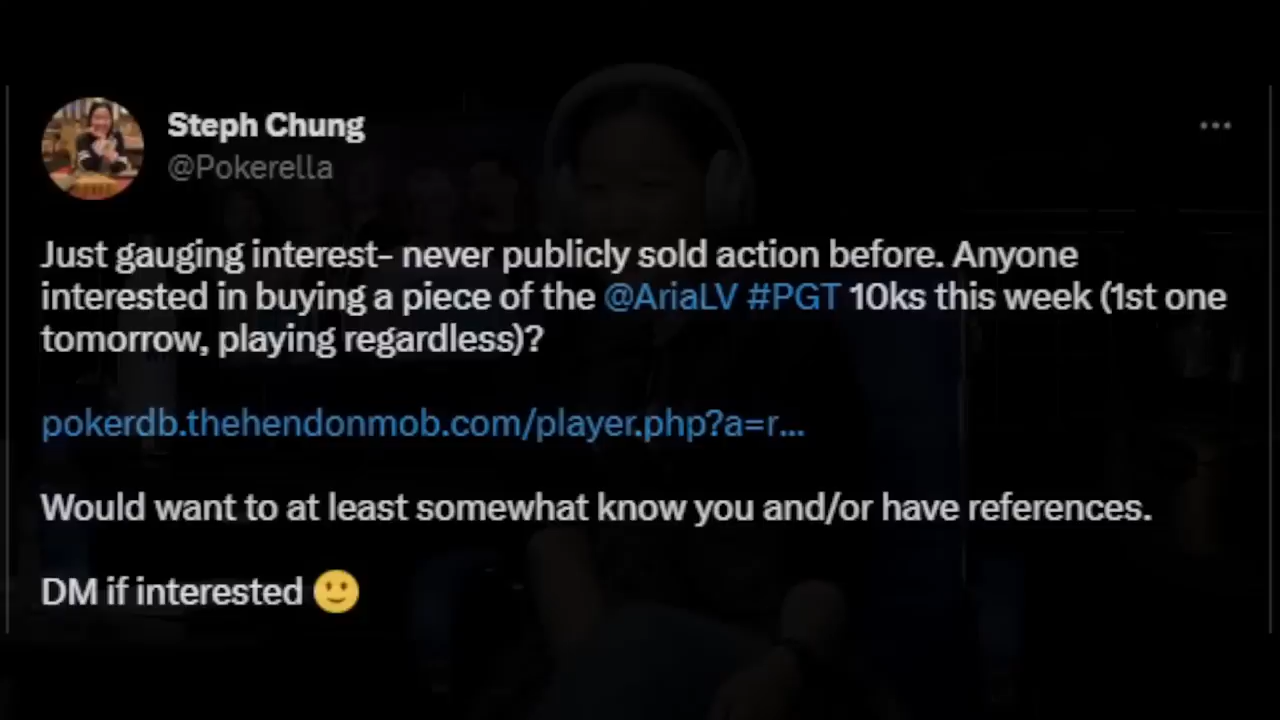 Steph Chung
@Pokerella
Just gauging interest– never publicly sold action before. Anyone
interested in buying a piece of the @AriaLV #PGT 10ks this week (1st one
tomorrow, playing regardless)?
pokerdb.thehendonmob.com/player.php?a=r...
Would want to at least somewhat know you and/or have references.
DM if interested 🙂